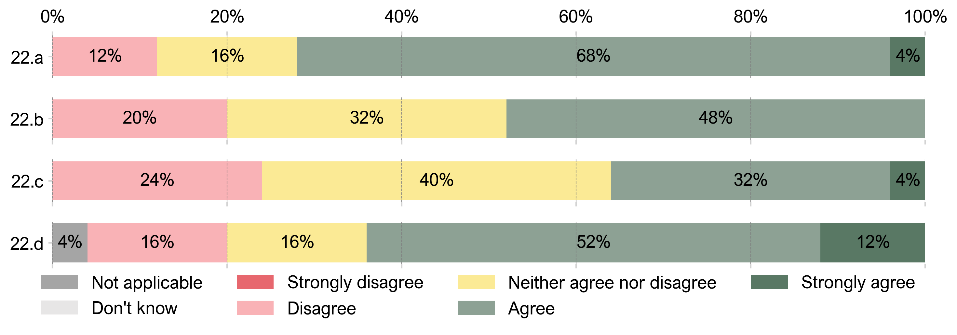 0% 20% 40% 60% 80% 100%
22.a 12% 16% 68% 4%
22.b 20% 32% 48%
22.c 24% 40% 32% 4%
22.d 4% 16% 16% 52% 12%
Not applicable Strongly disagree Neither agree nor disagree Strongly agree
Don't know Disagree Agree